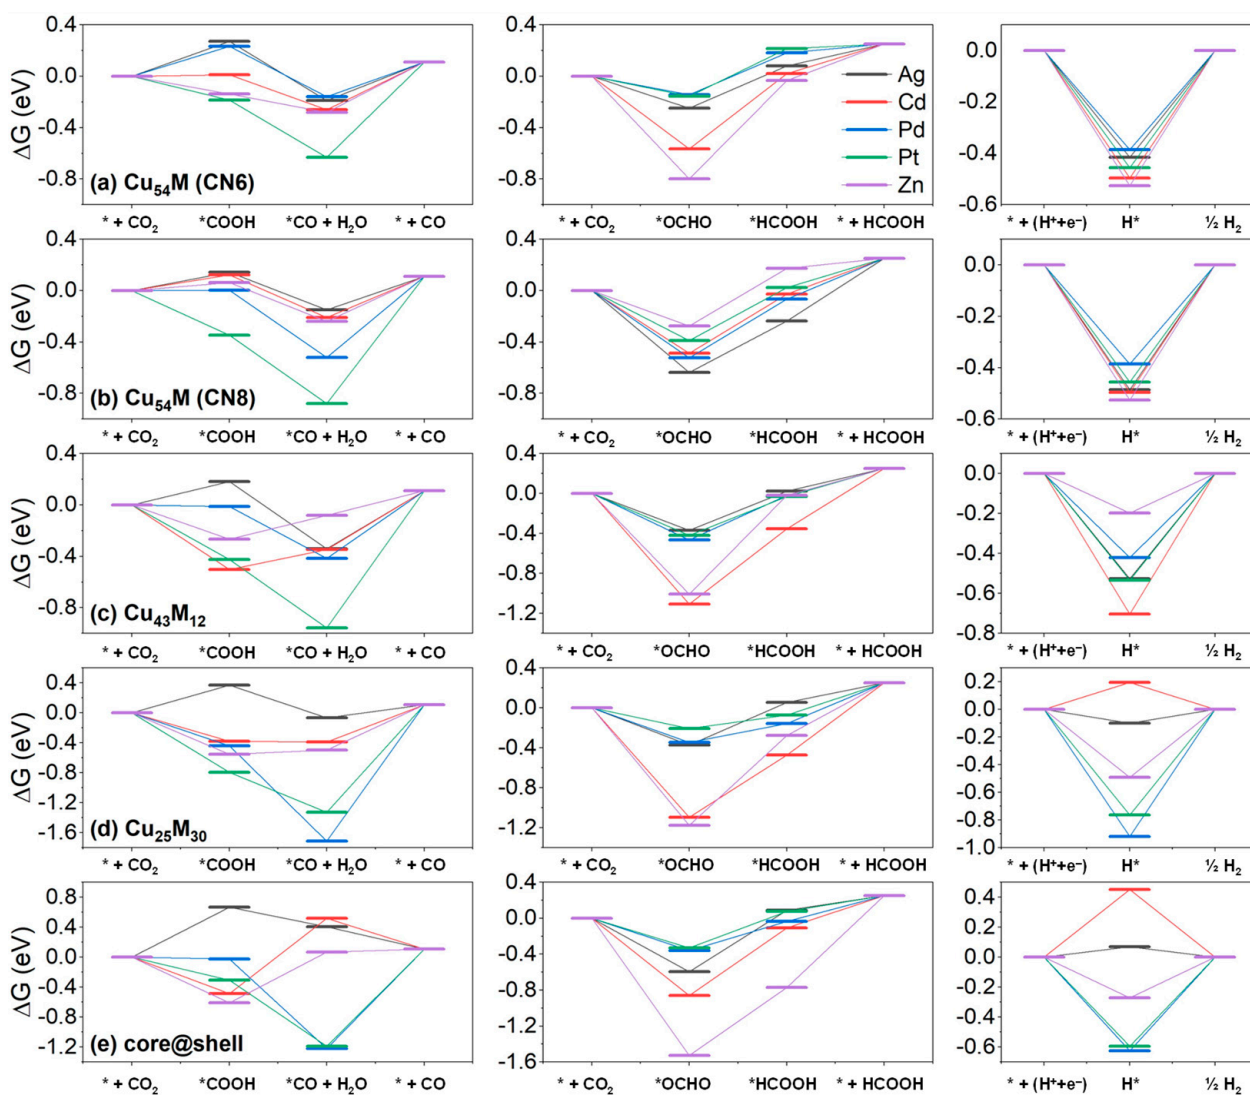 0.4
0.0
-0.4
-0.8
ΔG (eV)
(a) Cu₅₄M (CN6)
* + CO₂ *COOH *CO + H₂O * + CO
0.4
0.0
-0.4
-0.8
Ag
Cd
Pd
Pt
Zn
* + CO₂ *OCHO *HCOOH * + HCOOH
0.0
-0.2
-0.4
-0.6
* + (H⁺+e⁻) H* ½ H₂
0.4
0.0
-0.4
-0.8
ΔG (eV)
(b) Cu₅₄M (CN8)
* + CO₂ *COOH *CO + H₂O * + CO
0.4
0.0
-0.4
-0.8
* + CO₂ *OCHO *HCOOH * + HCOOH
0.0
-0.2
-0.4
-0.6
* + (H⁺+e⁻) H* ½ H₂
0.4
0.0
-0.4
-0.8
ΔG (eV)
(c) Cu₄₃M₁₂
* + CO₂ *COOH *CO + H₂O * + CO
0.4
0.0
-0.4
-0.8
-1.2
* + CO₂ *OCHO *HCOOH * + HCOOH
0.0
-0.2
-0.4
-0.6
-0.8
* + (H⁺+e⁻) H* ½ H₂
0.4
0.0
-0.4
-0.8
-1.2
-1.6
ΔG (eV)
(d) Cu₂₅M₃₀
* + CO₂ *COOH *CO + H₂O * + CO
0.4
0.0
-0.4
-0.8
-1.2
* + CO₂ *OCHO *HCOOH * + HCOOH
0.2
0.0
-0.2
-0.4
-0.6
-0.8
-1.0
* + (H⁺+e⁻) H* ½ H₂
0.8
0.4
0.0
-0.4
-0.8
-1.2
ΔG (eV)
(e) core@shell
* + CO₂ *COOH *CO + H₂O * + CO
0.4
0.0
-0.4
-0.8
-1.2
-1.6
* + CO₂ *OCHO *HCOOH * + HCOOH
0.4
0.2
0.0
-0.2
-0.4
-0.6
* + (H⁺+e⁻) H* ½ H₂